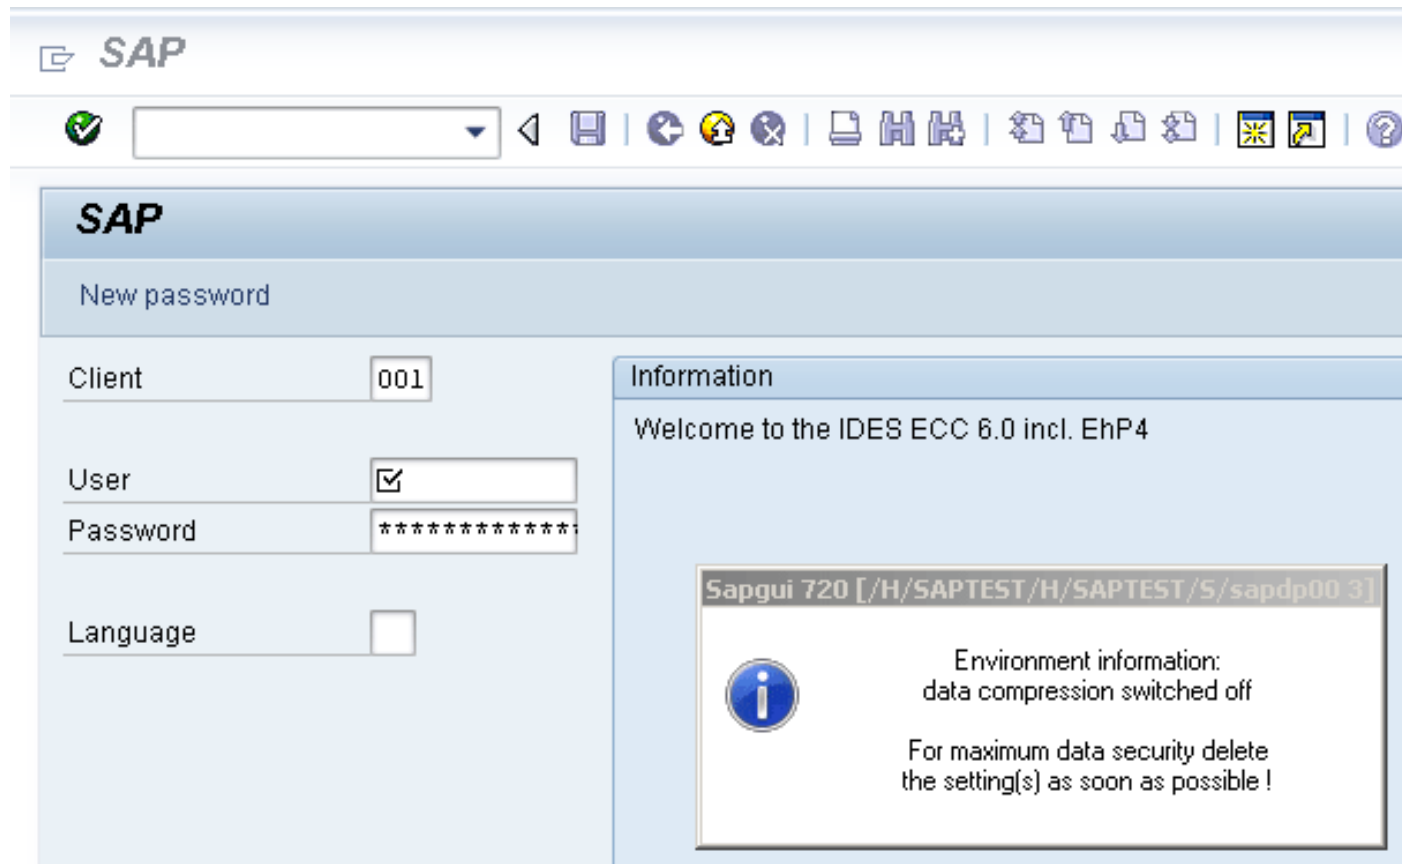 SAP
SAP
New password
Client 001
User
Password *************
Language
Information
Welcome to the IDES ECC 6.0 incl. EhP4
Sapgui 720 [/H/SAPTEST/H/SAPTEST/S/sapdp00 3]
Environment information:
data compression switched off
For maximum data security delete
the setting(s) as soon as possible !